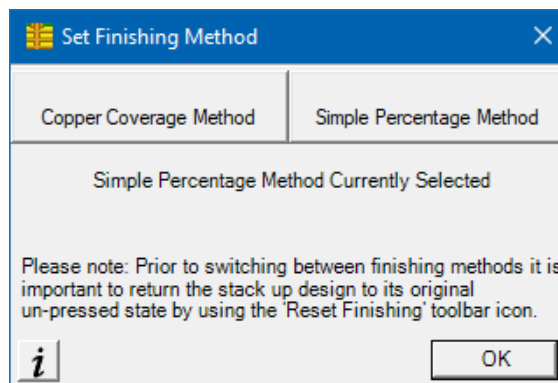 Set Finishing Method
Copper Coverage Method
Simple Percentage Method
Simple Percentage Method Currently Selected
Please note: Prior to switching between finishing methods it is
important to return the stack up design to its original
un-pressed state by using the 'Reset Finishing' toolbar icon.
i
OK